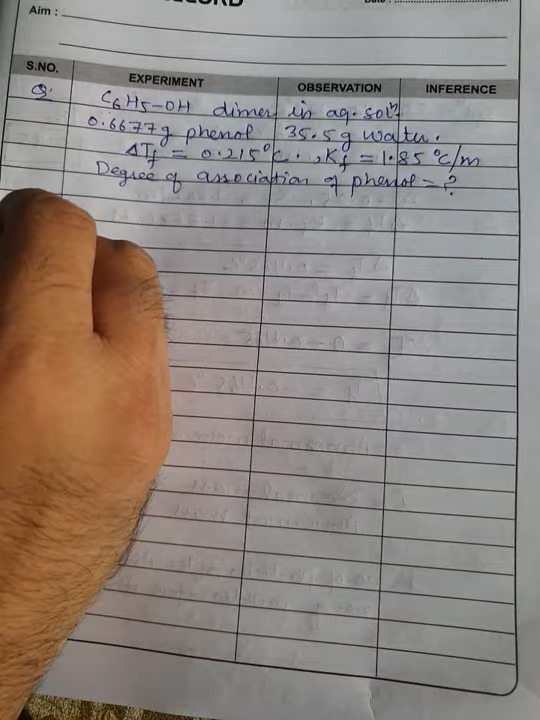 Aim :
S.NO. EXPERIMENT OBSERVATION INFERENCE
Q: C6H5-OH dimer in aq. solⁿ
0.6677g phenol 35.5g water.
ΔTf = 0.215°C. , Kf = 1.85 °C/m
Degree of association of phenol = ?